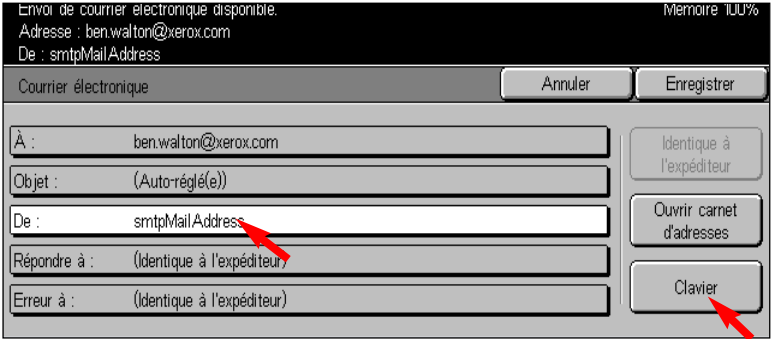 Envoi de courrier électronique disponible. Mémoire 100%
Adresse : ben.walton@xerox.com
De : smtpMailAddress
Courrier électronique Annuler Enregistrer
À : ben.walton@xerox.com
Identique à
l'expéditeur
Objet : (Auto-réglé(e))
De : smtpMailAddress
Ouvrir carnet
d'adresses
Répondre à : (Identique à l'expéditeur)
Clavier
Erreur à : (Identique à l'expéditeur)